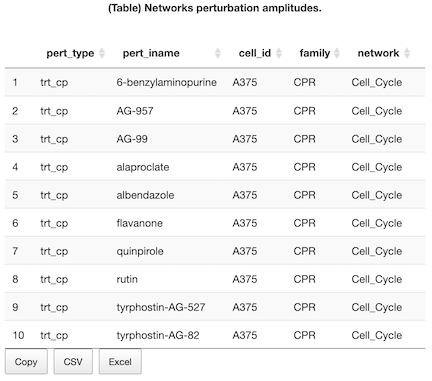 (Table) Networks perturbation amplitudes.
pert_type pert_iname cell_id family network
1 trt_cp 6-benzylaminopurine A375 CPR Cell_Cycle
2 trt_cp AG-957 A375 CPR Cell_Cycle
3 trt_cp AG-99 A375 CPR Cell_Cycle
4 trt_cp alaproclate A375 CPR Cell_Cycle
5 trt_cp albendazole A375 CPR Cell_Cycle
6 trt_cp flavanone A375 CPR Cell_Cycle
7 trt_cp quinpirole A375 CPR Cell_Cycle
8 trt_cp rutin A375 CPR Cell_Cycle
9 trt_cp tyrphostin-AG-527 A375 CPR Cell_Cycle
10 trt_cp tyrphostin-AG-82 A375 CPR Cell_Cycle
Copy CSV Excel